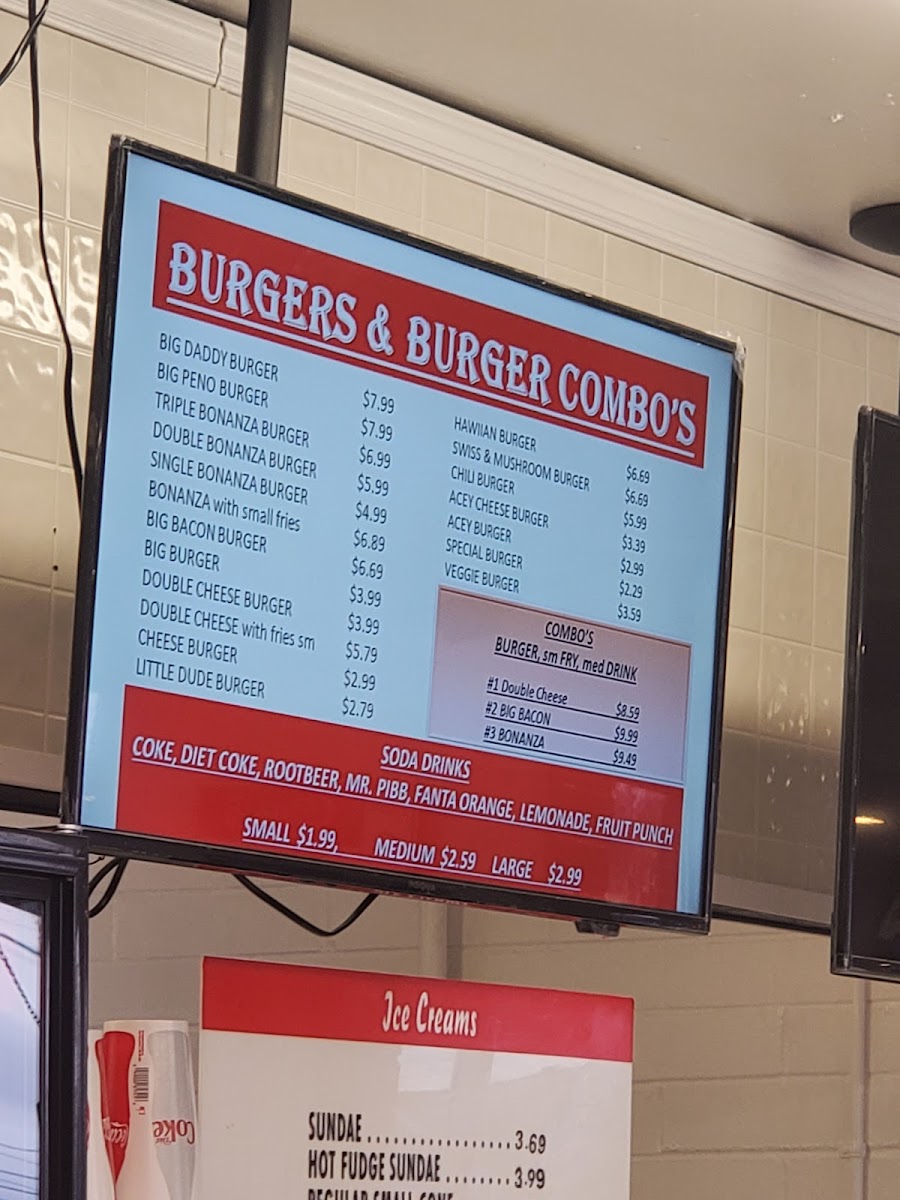 BURGERS & BURGER COMBO'S
BIG DADDY BURGER $7.99
BIG PENO BURGER $7.99
TRIPLE BONANZA BURGER $6.99
DOUBLE BONANZA BURGER $5.99
SINGLE BONANZA BURGER $4.99
BONANZA with small fries $6.89
BIG BACON BURGER $6.69
BIG BURGER $3.99
DOUBLE CHEESE BURGER $3.99
DOUBLE CHEESE with fries sm $5.79
CHEESE BURGER $2.99
LITTLE DUDE BURGER $2.79
HAWIIAN BURGER $6.69
SWISS & MUSHROOM BURGER $6.69
CHILI BURGER $5.99
ACEY CHEESE BURGER $3.39
ACEY BURGER $2.99
SPECIAL BURGER $2.29
VEGGIE BURGER $3.59
COMBO'S
BURGER, sm FRY, med DRINK
#1 Double Cheese $8.59
#2 BIG BACON $9.99
#3 BONANZA $9.49
SODA DRINKS
COKE, DIET COKE, ROOTBEER, MR. PIBB, FANTA ORANGE, LEMONADE, FRUIT PUNCH
SMALL $1.99, MEDIUM $2.59 LARGE $2.99
Ice Creams
SUNDAE.................3.69
HOT FUDGE SUNDAE........3.99
REGULAR SMALL CONE
Coke